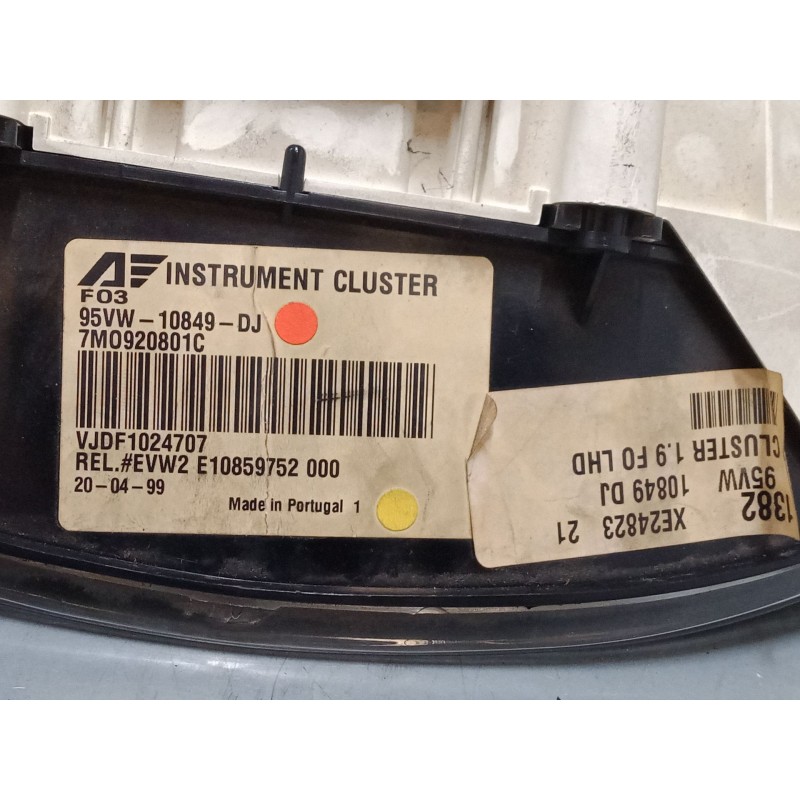 INSTRUMENT CLUSTER
F03
95VW-10849-DJ
7M0920801C
VJDF1024707
REL.#EVW2 E10859752 000
20-04-99
Made in Portugal 1
1382
XE24823 21
95VW 10849 DJ
CLUSTER 1.9 FO LHD